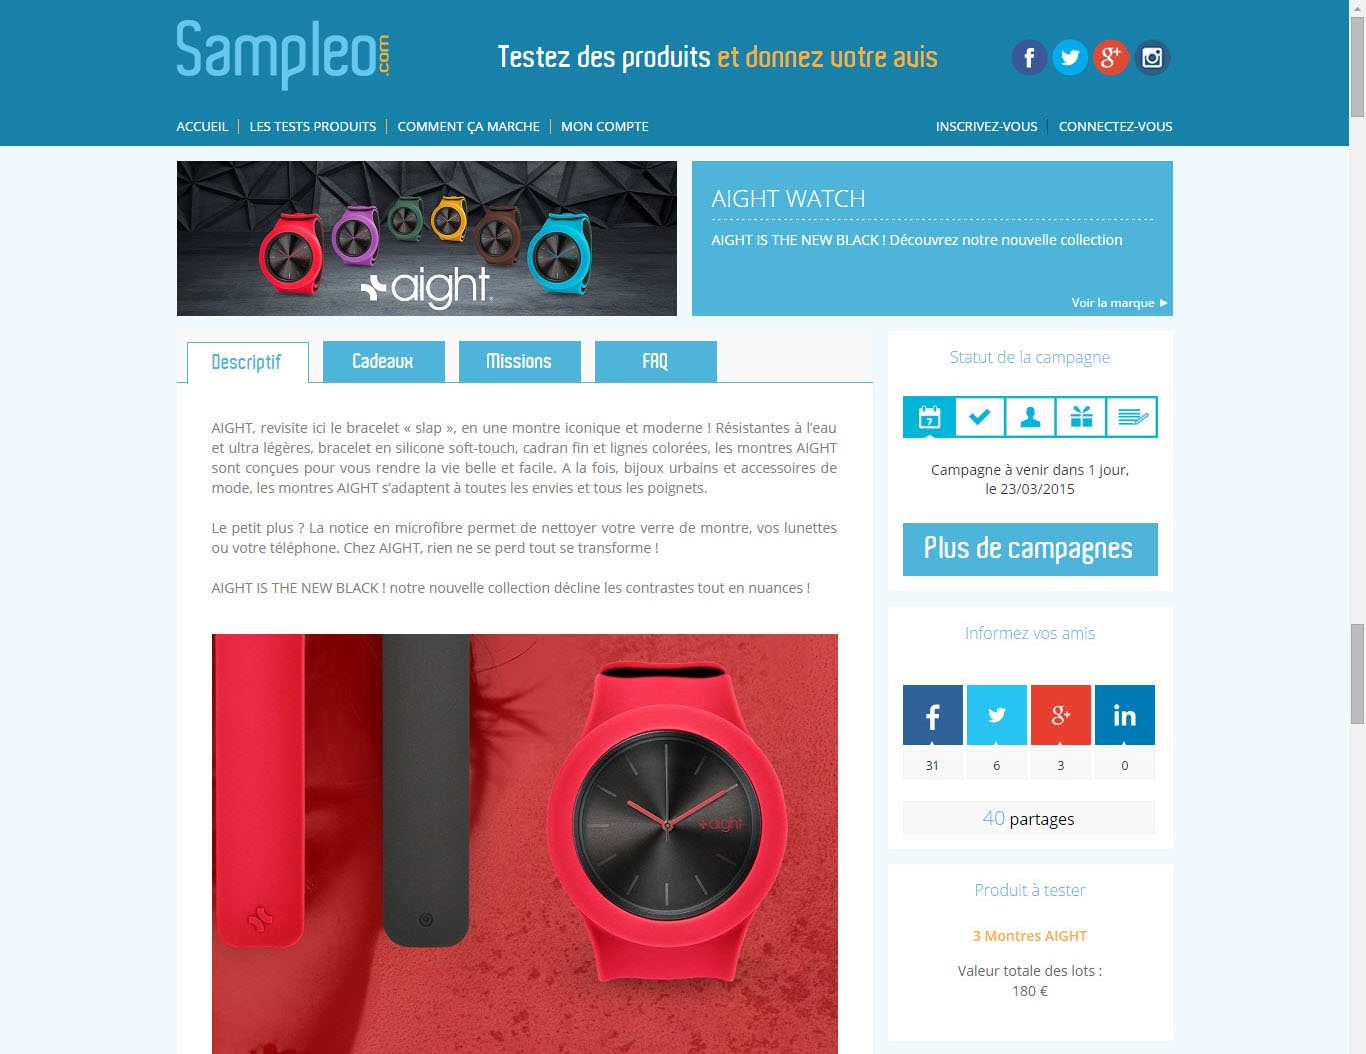 Sampleo.com
Testez des produits et donnez votre avis
ACCUEIL
LES TESTS PRODUITS
COMMENT ÇA MARCHE
MON COMPTE
INSCRIVEZ-VOUS
CONNECTEZ-VOUS
aight
AIGHT WATCH
AIGHT IS THE NEW BLACK ! Découvrez notre nouvelle collection
Voir la marque
Descriptif
Cadeaux
Missions
FAQ
AIGHT, revisite ici le bracelet « slap », en une montre iconique et moderne ! Résistantes à l’eau
et ultra légères, bracelet en silicone soft-touch, cadran fin et lignes colorées, les montres AIGHT
sont conçues pour vous rendre la vie belle et facile. A la fois, bijoux urbains et accessoires de
mode, les montres AIGHT s’adaptent à toutes les envies et tous les poignets.
Le petit plus ? La notice en microfibre permet de nettoyer votre verre de montre, vos lunettes
ou votre téléphone. Chez AIGHT, rien ne se perd tout se transforme !
AIGHT IS THE NEW BLACK ! notre nouvelle collection décline les contrastes tout en nuances !
aight
Statut de la campagne
7
Campagne à venir dans 1 jour,
le 23/03/2015
Plus de campagnes
Informez vos amis
31
6
3
0
40 partages
Produit à tester
3 Montres AIGHT
Valeur totale des lots :
180 €